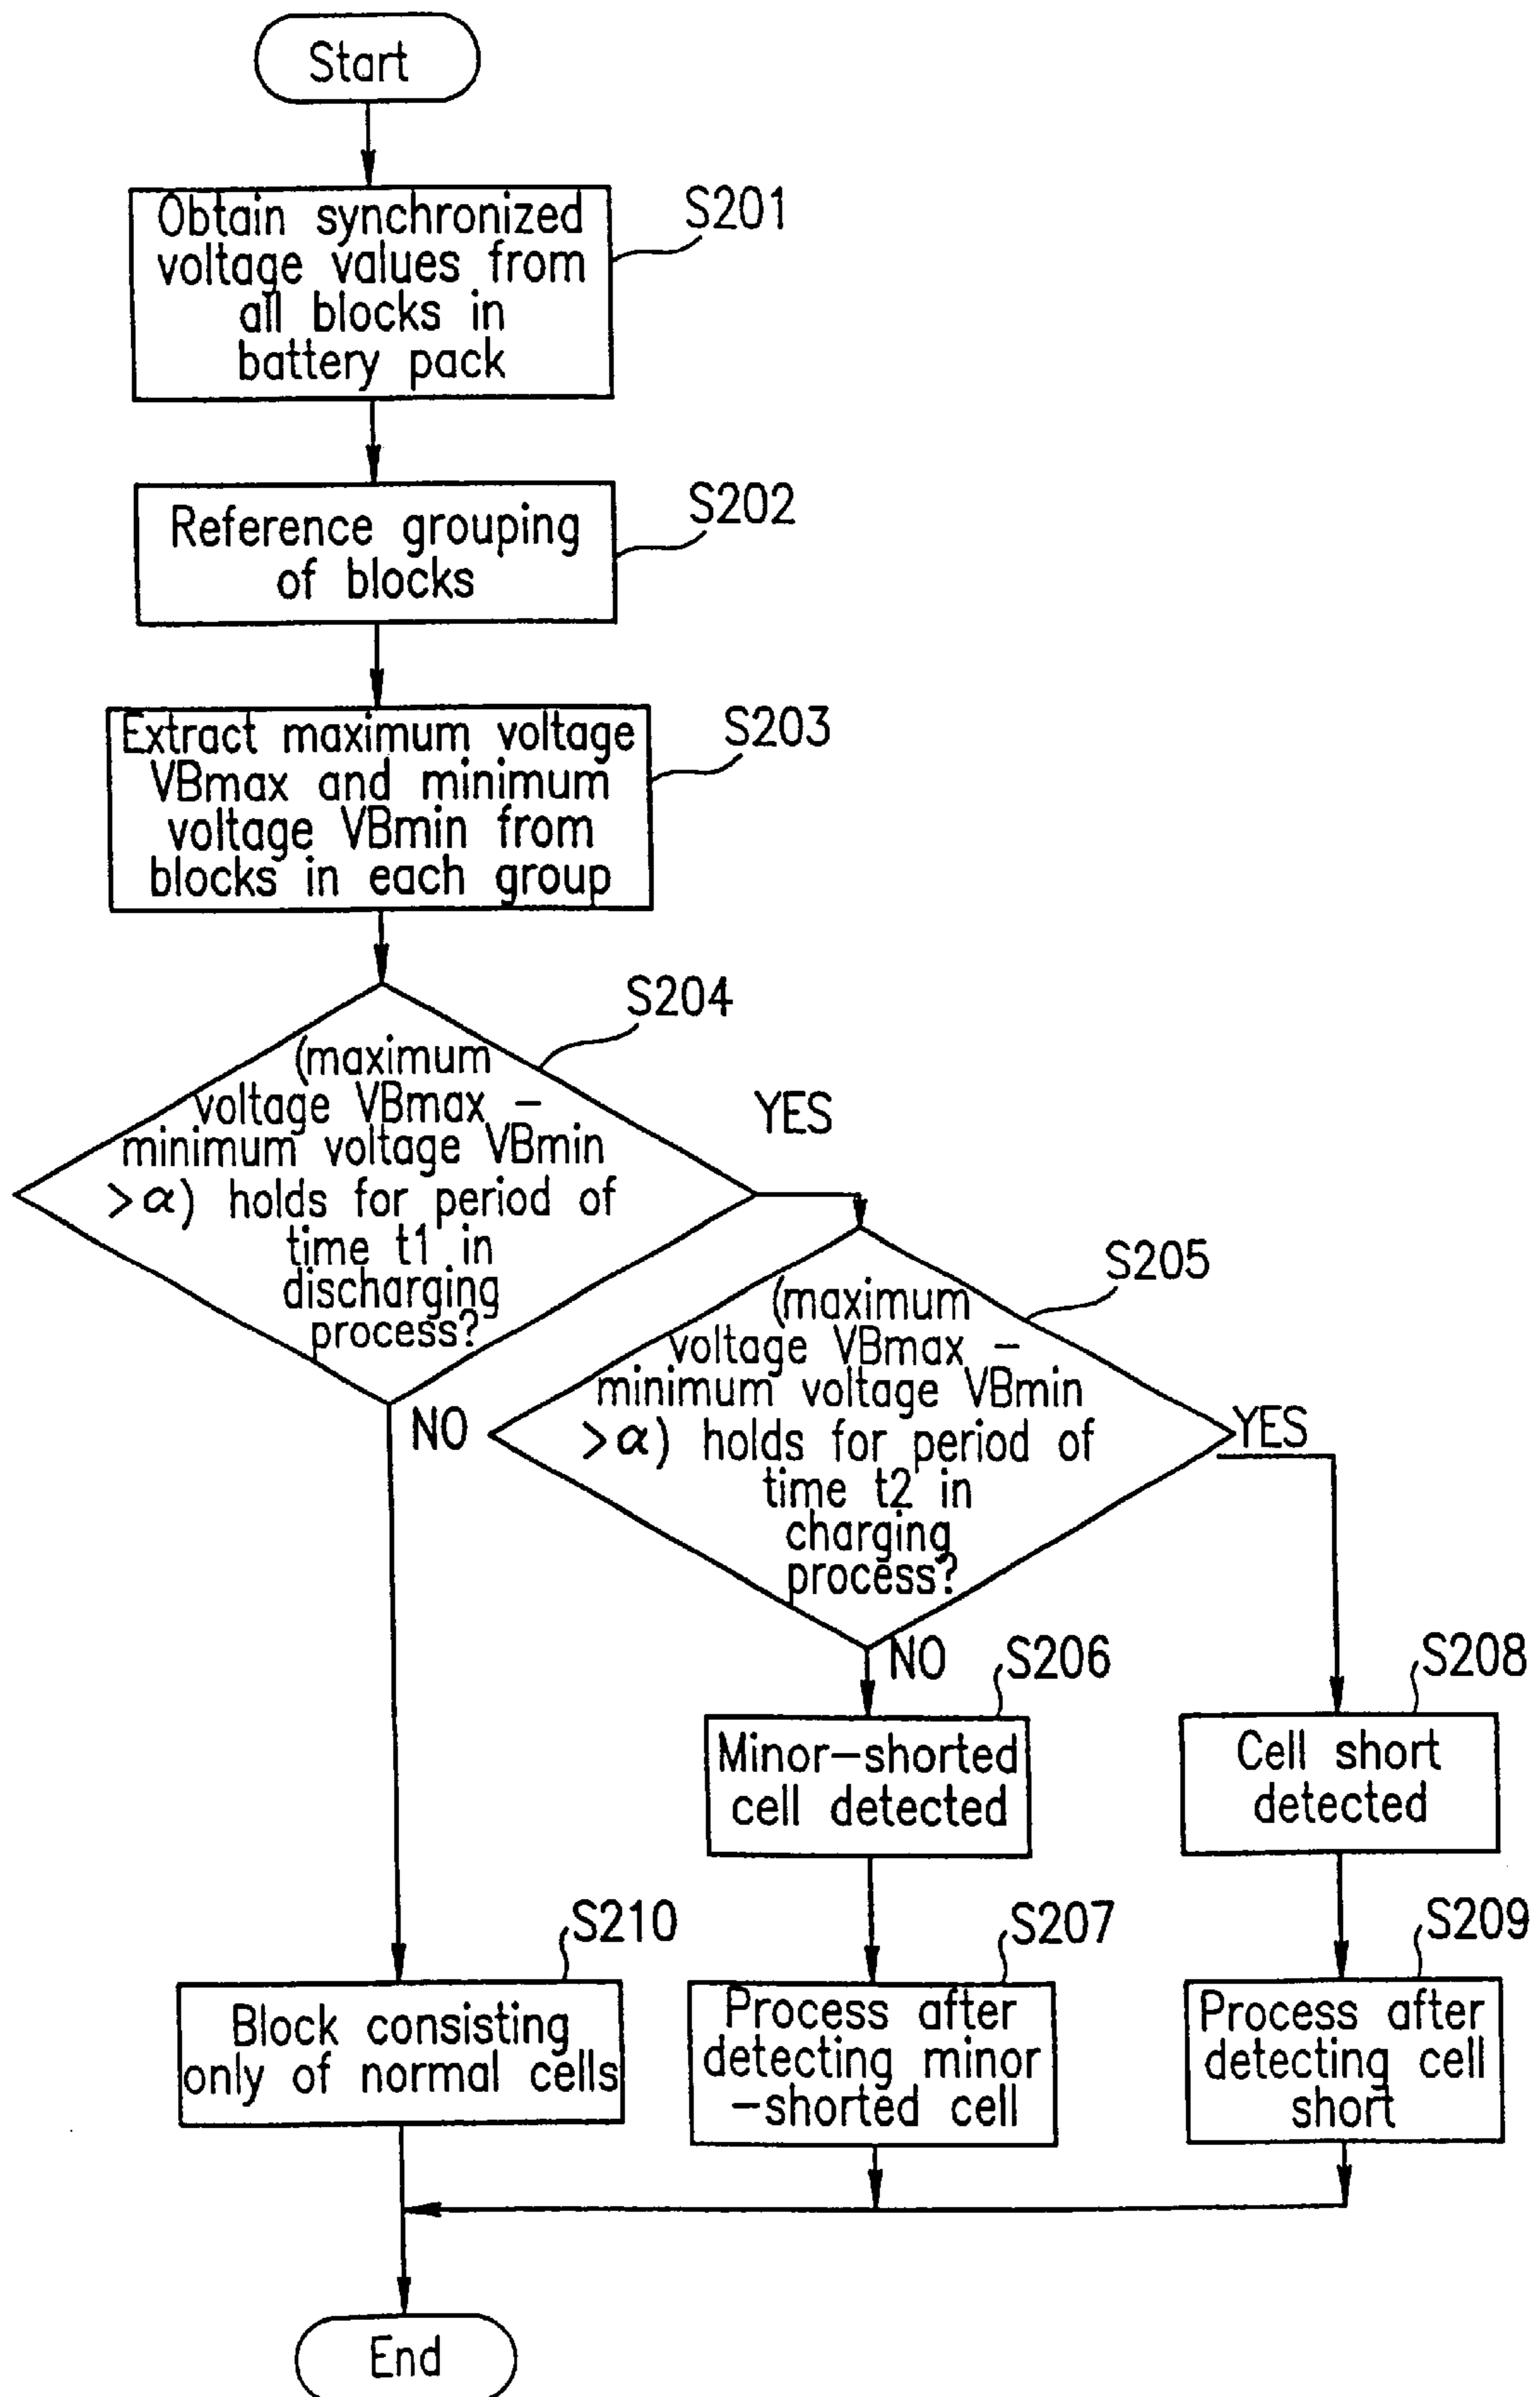 Start
S201
Obtain synchronized
voltage values from
all blocks in
battery pack
S202
Reference grouping
of blocks
S203
Extract maximum voltage
VBmax and minimum
voltage VBmin from
blocks in each group
S204
(maximum
voltage VBmax –
minimum voltage VBmin
>α) holds for period of
time t1 in
discharging
process?
YES
NO
S205
(maximum
voltage VBmax –
minimum voltage VBmin
>α) holds for period of
time t2 in
charging
process?
YES
NO
S206
Minor–shorted
cell detected
S208
Cell short
detected
S210
Block consisting
only of normal cells
S207
Process after
detecting minor
–shorted cell
S209
Process after
detecting cell
short
End